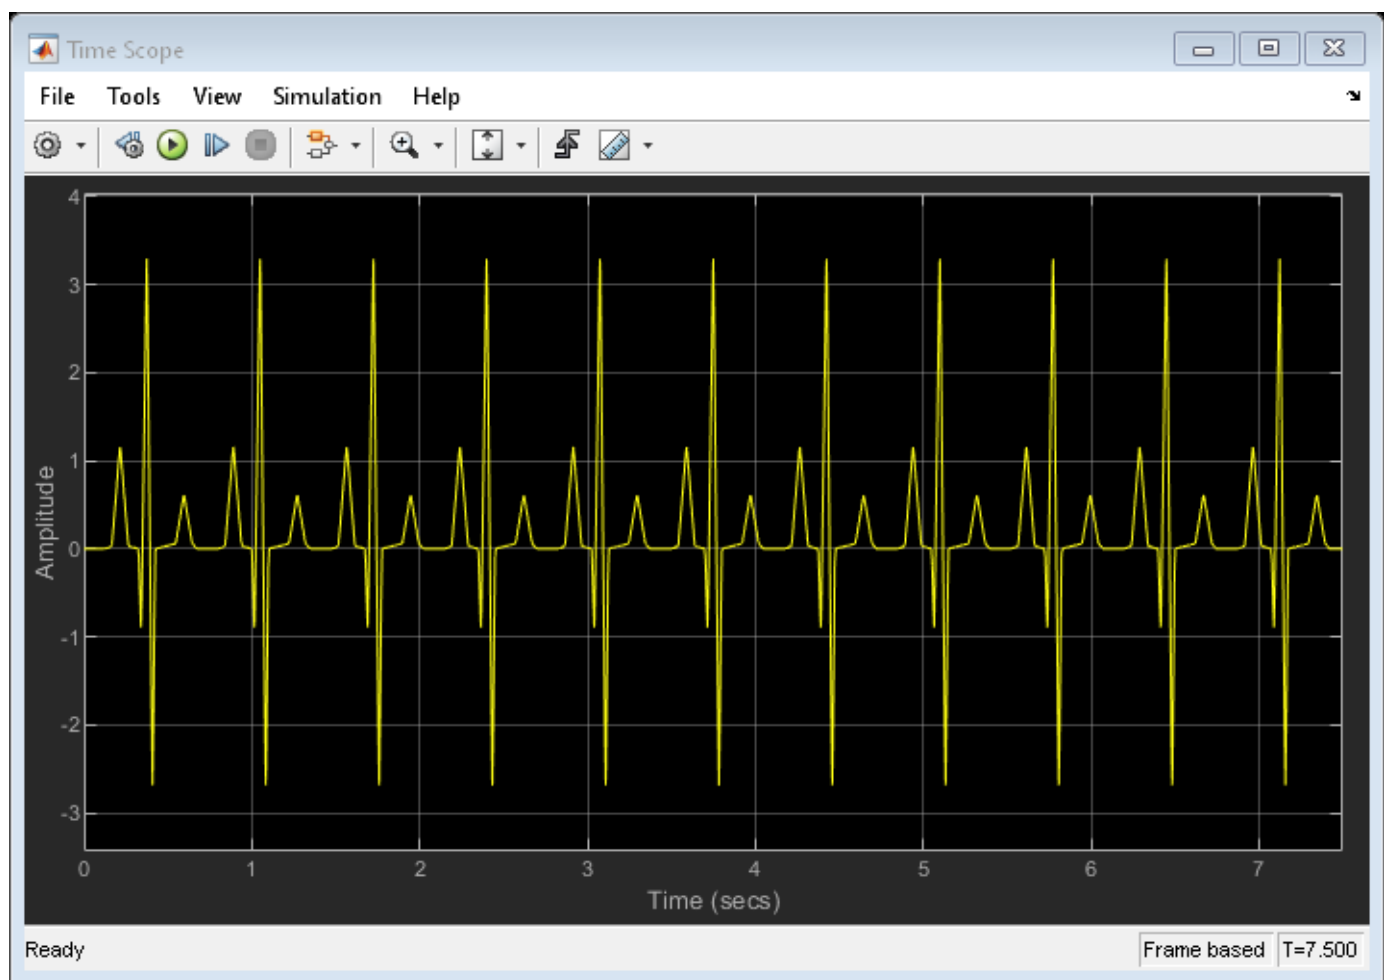 Time Scope
File Tools View Simulation Help
4
3
2
1
0
-1
-2
-3
Amplitude
0 1 2 3 4 5 6 7
Time (secs)
Ready Frame based T=7.500